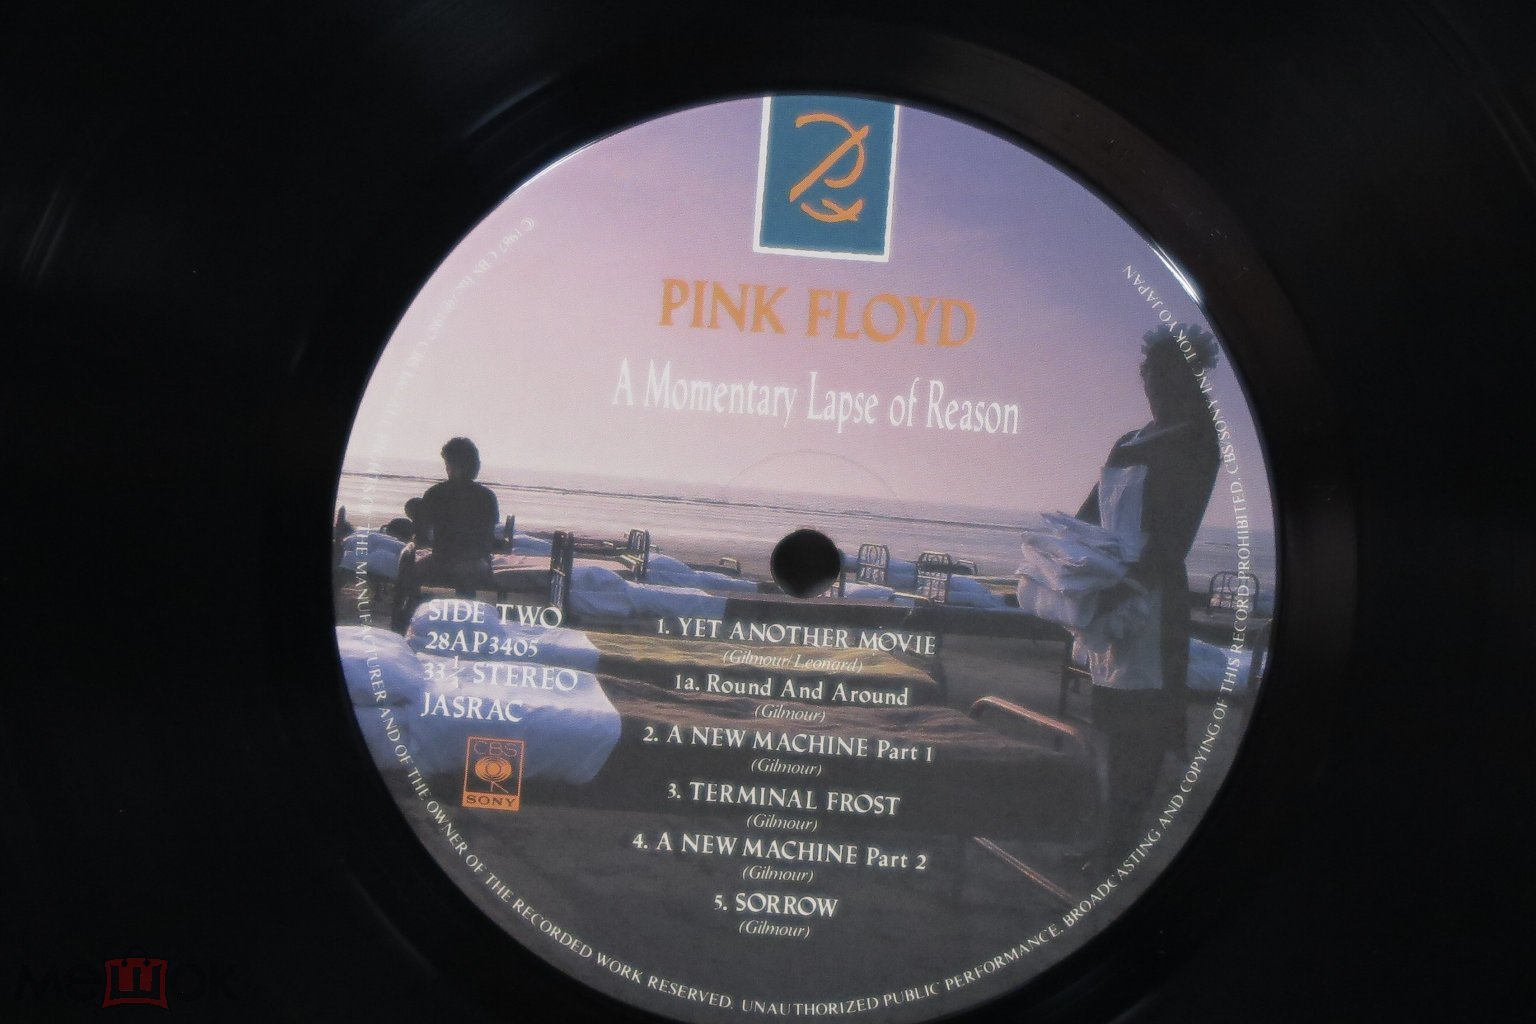 PINK FLOYD
A Momentary Lapse of Reason
SIDE TWO
28AP3405
33 1/3 STEREO
JASRAC
CBS
SONY
1. YET ANOTHER MOVIE
(Gilmour/Leonard)
1a. Round And Around
(Gilmour)
2. A NEW MACHINE Part 1
(Gilmour)
3. TERMINAL FROST
(Gilmour)
4. A NEW MACHINE Part 2
(Gilmour)
5. SORROW
(Gilmour)
THE MANUFACTURER AND OF THE OWNER OF THE RECORDED WORK RESERVED. UNAUTHORIZED PUBLIC PERFORMANCE. BROADCASTING AND COPYING OF THIS RECORD PROHIBITED. CBS/SONY INC. TOKYO JAPAN
мешок